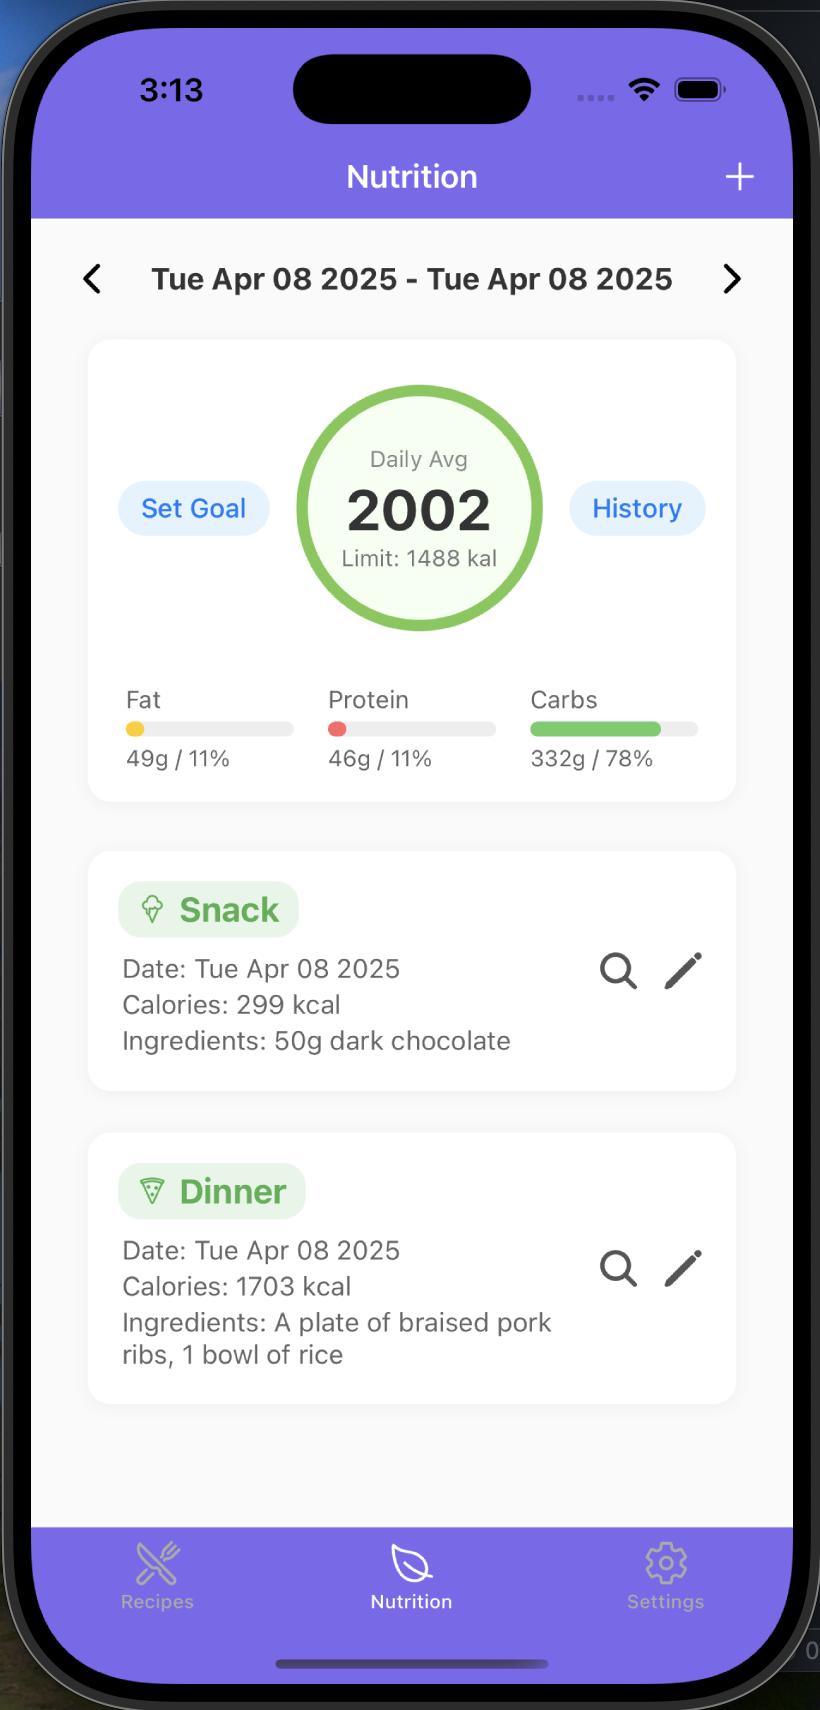 3:13
Nutrition
Tue Apr 08 2025 - Tue Apr 08 2025
Daily Avg
Set Goal
2002
History
Limit: 1488 kal
Fat
Protein
Carbs
49g / 11%
46g / 11%
332g / 78%
Snack
Date: Tue Apr 08 2025
Calories: 299 kcal
Ingredients: 50g dark chocolate
Dinner
Date: Tue Apr 08 2025
Calories: 1703 kcal
Ingredients: A plate of braised pork
ribs, 1 bowl of rice
Recipes
Nutrition
Settings